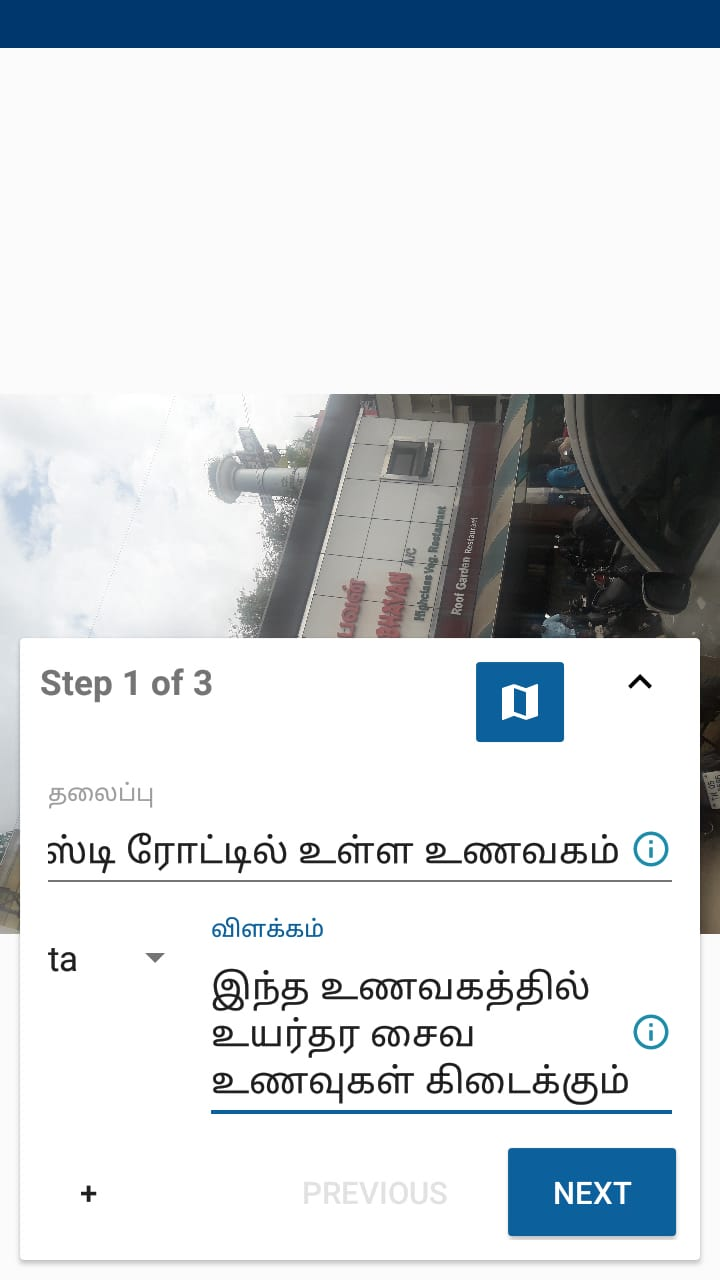 பவன்
BHAVAN A/C
Highclass Veg. Restaurant
Roof Garden Restaurant
Step 1 of 3
தலைப்பு
ஸ்டி ரோட்டில் உள்ள உணவகம்
விளக்கம்
ta
இந்த உணவகத்தில்
உயர்தர சைவ
உணவுகள் கிடைக்கும்
+
PREVIOUS
NEXT